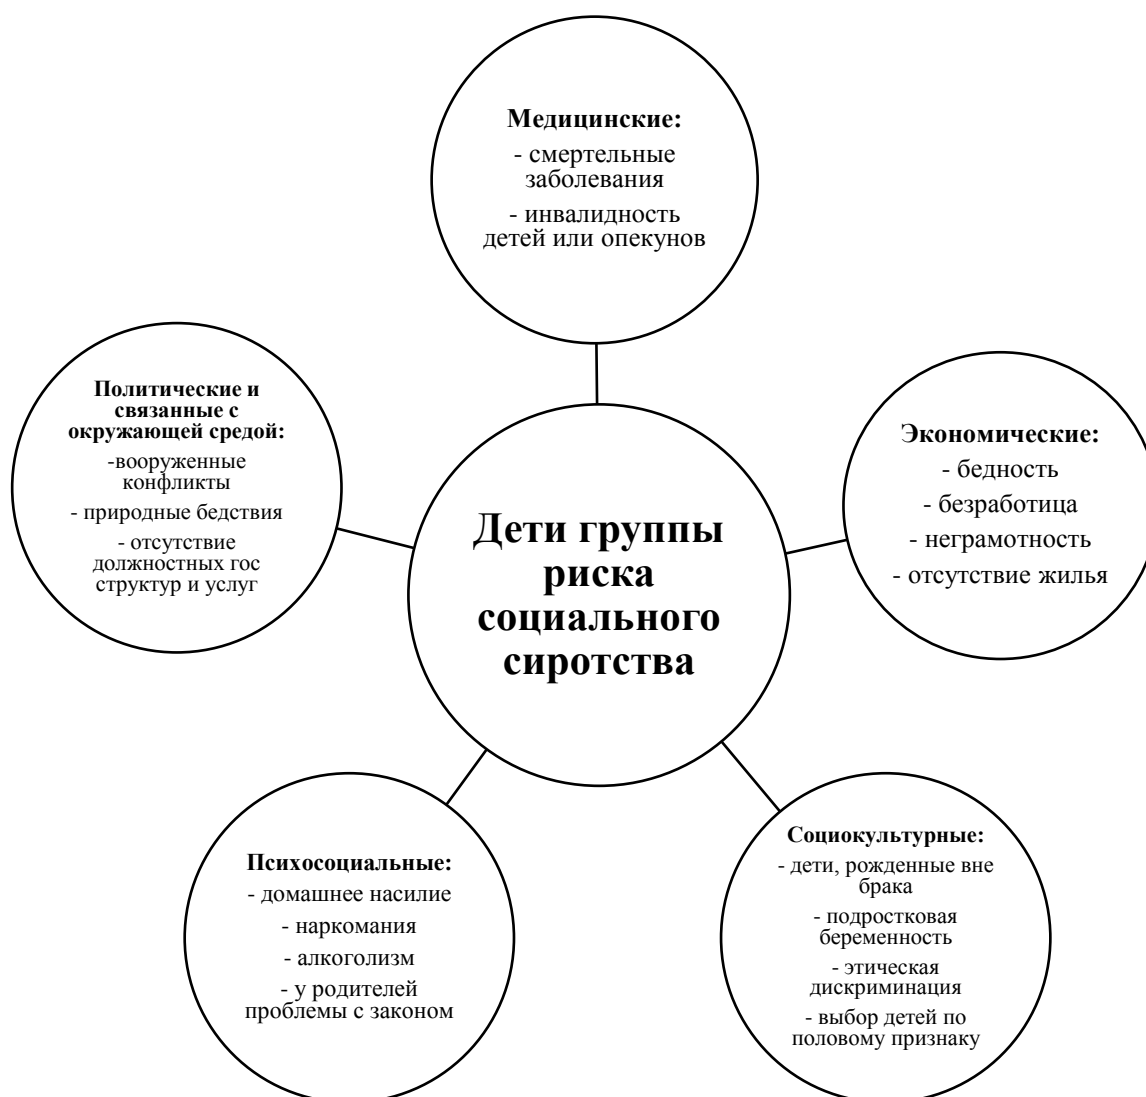 Медицинские:
- смертельные
заболевания
- инвалидность
детей или опекунов
Политические и
связанные с
окружающей средой:
-вооруженные
конфликты
- природные бедствия
- отсутствие
должностных гос
структур и услуг
Экономические:
- бедность
- безработица
- неграмотность
- отсутствие жилья
Дети группы
риска
социального
сиротства
Психосоциальные:
- домашнее насилие
- наркомания
- алкоголизм
- у родителей
проблемы с законом
Социокультурные:
- дети, рожденные вне
брака
- подростковая
беременность
- этическая
дискриминация
- выбор детей по
половому признаку